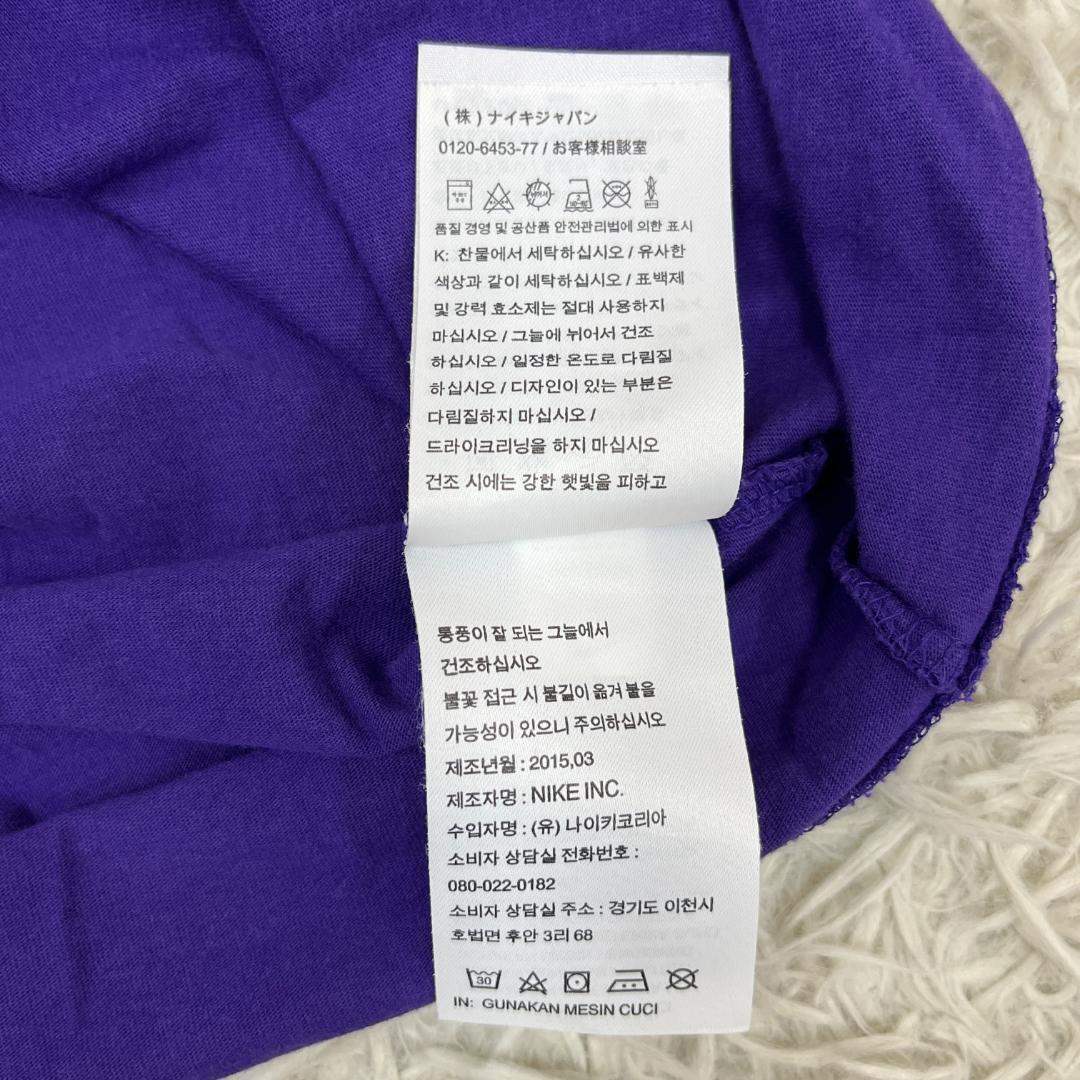 (株)ナイキジャパン
0120-6453-77 / お客様相談室
품질 경영 및 공산품 안전관리법에 의한 표시
K: 찬물에서 세탁하십시오 / 유사한
색상과 같이 세탁하십시오 / 표백제
및 강력 효소제는 절대 사용하지
마십시오 / 그늘에 뉘어서 건조
하십시오 / 일정한 온도로 다림질
하십시오 / 디자인이 있는 부분은
다림질하지 마십시오 /
드라이크리닝을 하지 마십시오
건조 시에는 강한 햇빛을 피하고
통풍이 잘 되는 그늘에서
건조하십시오
불꽃 접근 시 불길이 옮겨 붙을
가능성이 있으니 주의하십시오
제조년월 : 2015,03
제조자명 : NIKE INC.
수입자명 : (유) 나이키코리아
소비자 상담실 전화번호 :
080-022-0182
소비자 상담실 주소 : 경기도 이천시
호법면 후안 3리 68
30
IN: GUNAKAN MESIN CUCI